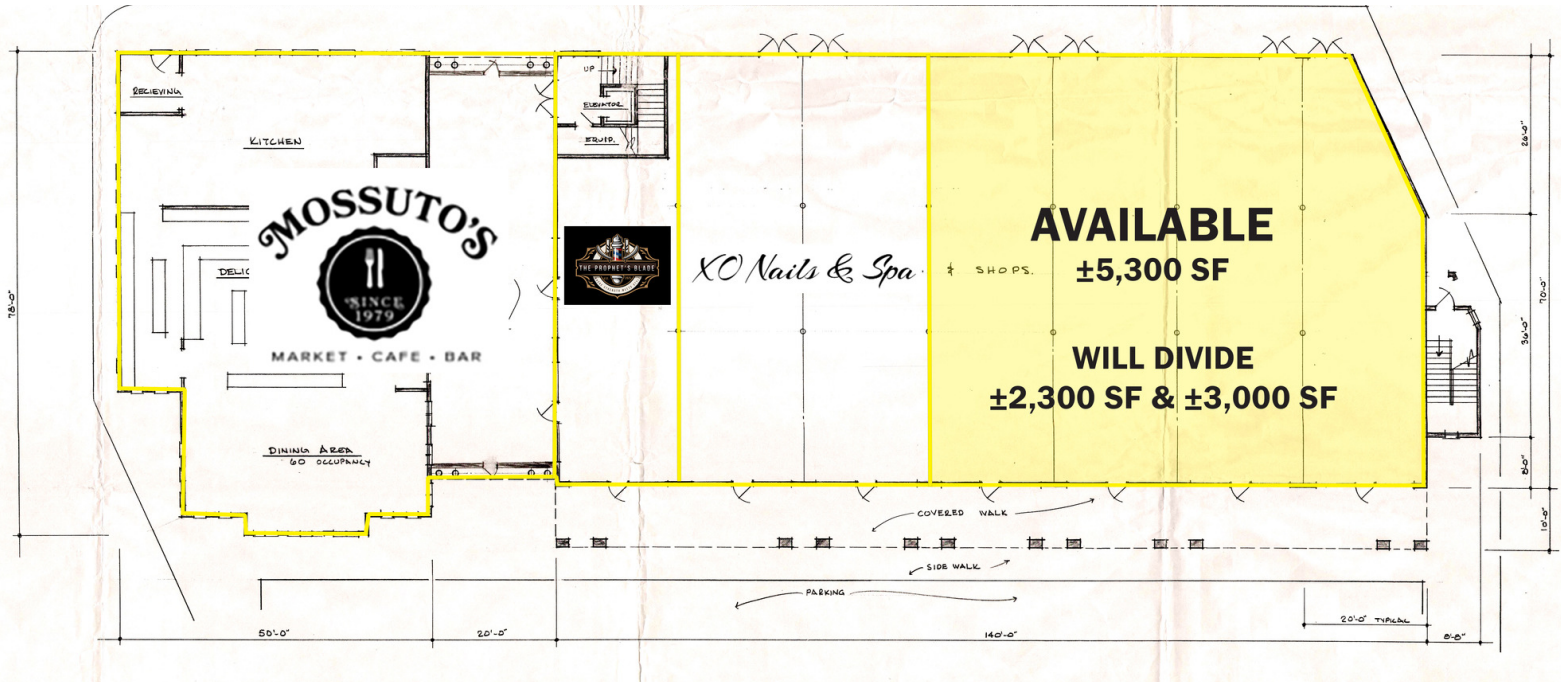 RECIEVING
KITCHEN
UP
ELEVATOR
EQUIP.
MOSSUTO'S
SINCE
1979
MARKET • CAFE • BAR
DELIC
THE PROPHET'S BLADE
XO Nails & Spa
& SHOPS.
AVAILABLE
±5,300 SF
WILL DIVIDE
±2,300 SF & ±3,000 SF
DINING AREA
60 OCCUPANCY
COVERED WALK
SIDE WALK
PARKING
78'-0"
26'-0"
70'-0"
36'-0"
8'-0"
10'-0"
50'-0"
20'-0"
140'-0"
20'-0" TYPICAL
8'-8"